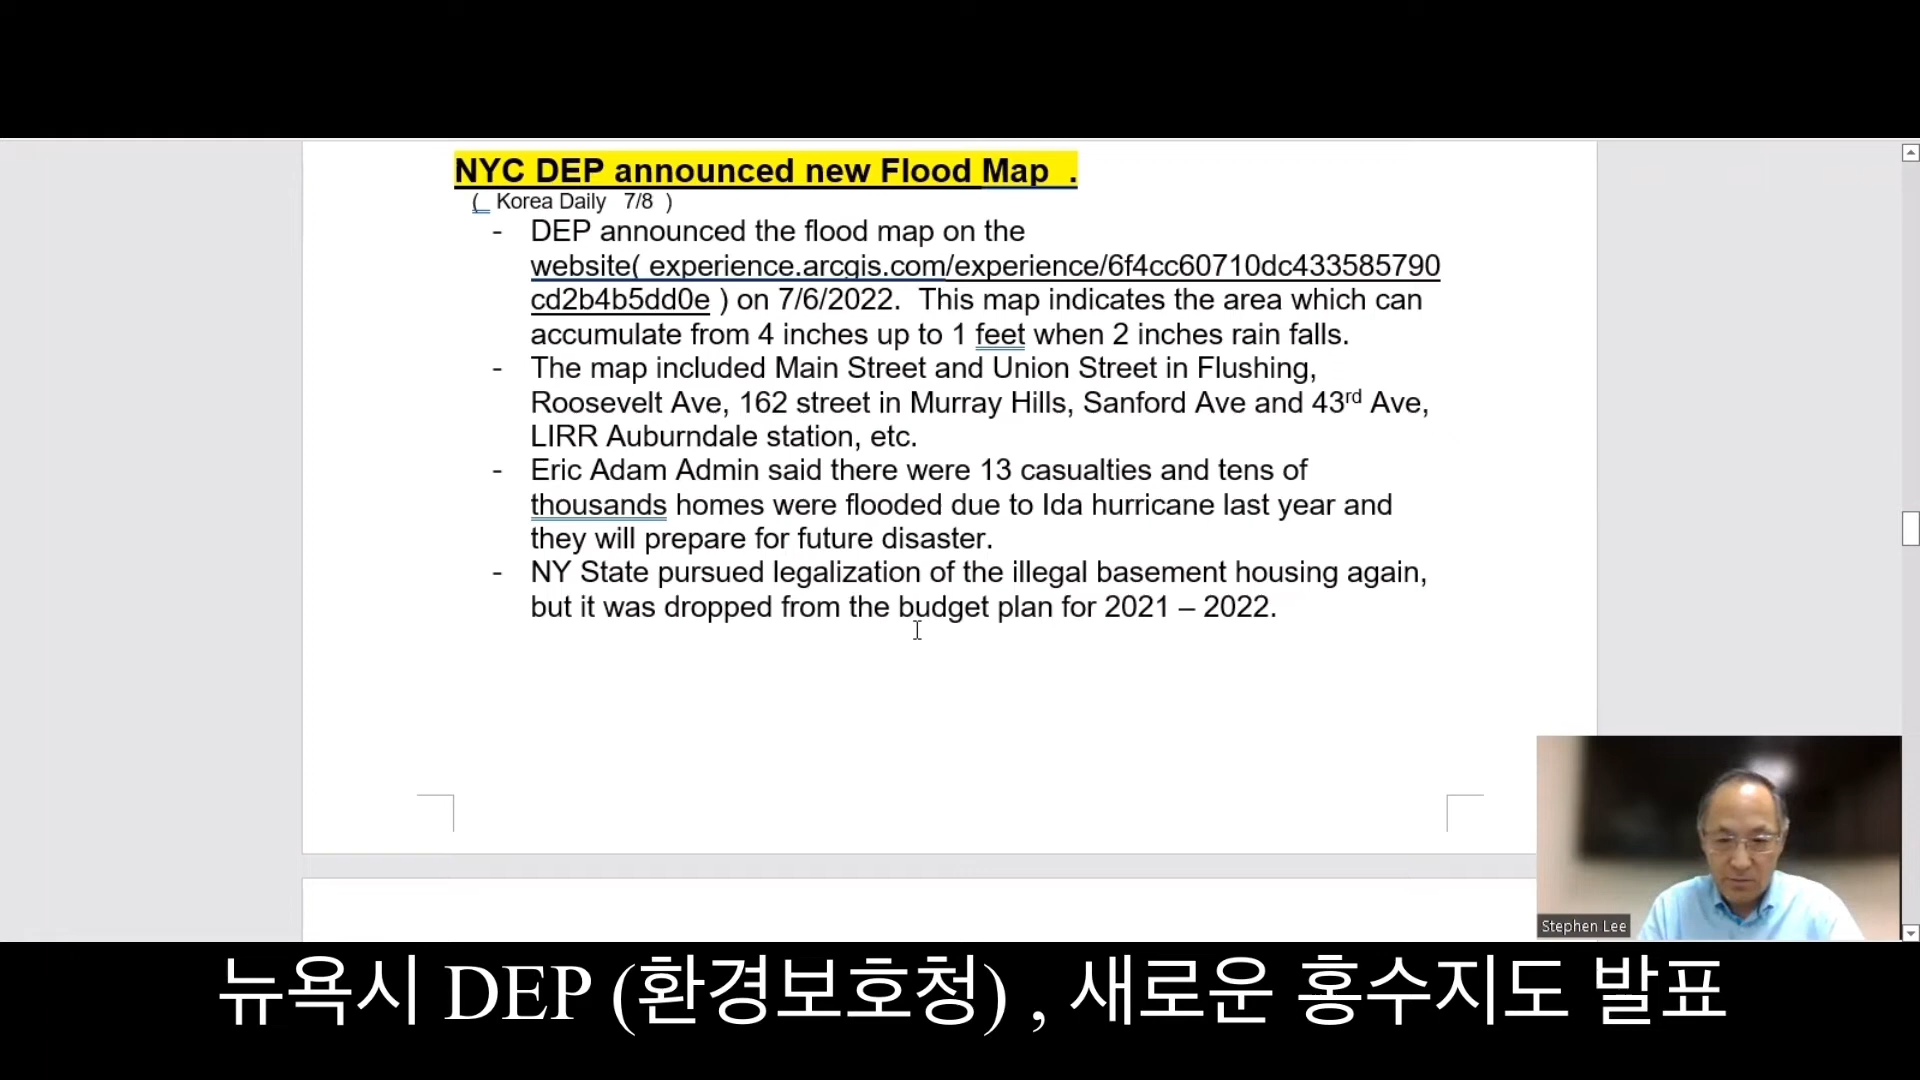 NYC DEP announced new Flood Map .
( Korea Daily 7/8 )
- DEP announced the flood map on the
website( experience.arcgis.com/experience/6f4cc60710dc433585790
cd2b4b5dd0e ) on 7/6/2022. This map indicates the area which can
accumulate from 4 inches up to 1 feet when 2 inches rain falls.
- The map included Main Street and Union Street in Flushing,
Roosevelt Ave, 162 street in Murray Hills, Sanford Ave and 43rd Ave,
LIRR Auburndale station, etc.
- Eric Adam Admin said there were 13 casualties and tens of
thousands homes were flooded due to Ida hurricane last year and
they will prepare for future disaster.
- NY State pursued legalization of the illegal basement housing again,
but it was dropped from the budget plan for 2021 – 2022.
Stephen Lee
뉴욕시 DEP (환경보호청) , 새로운 홍수지도 발표